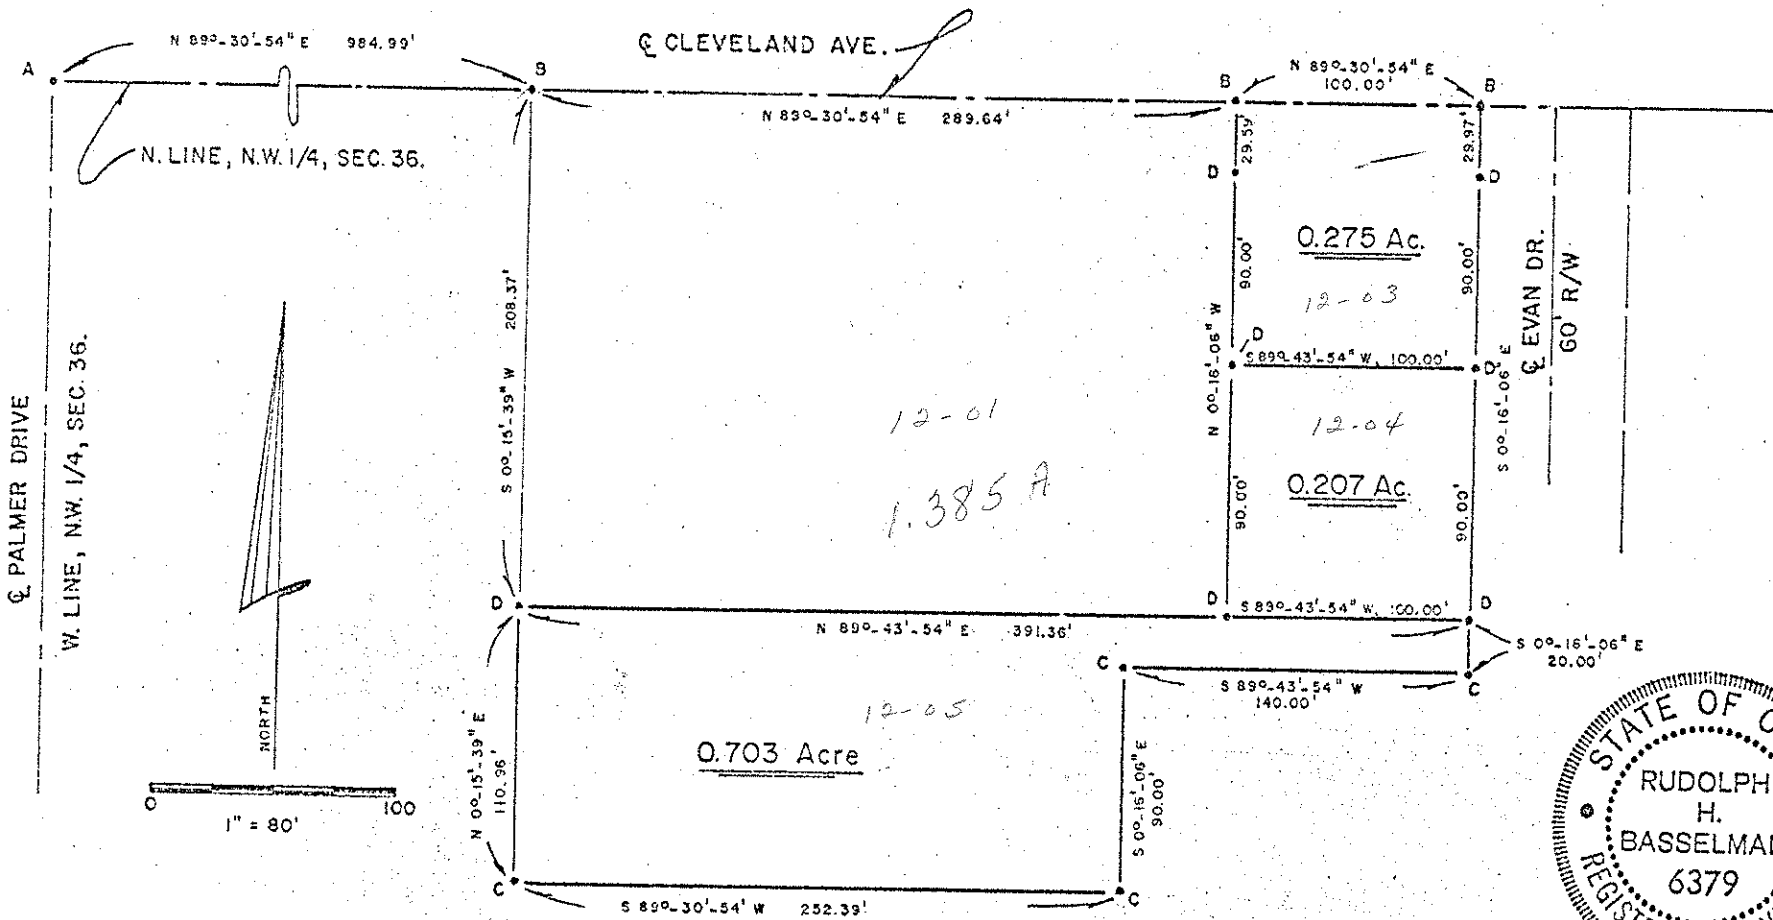 N 89°-30'-54" E 984.99'
℄ CLEVELAND AVE.
N 89°-30'-54" E
100.00'
A
B
B
B
N 89°-30'-54" E 289.64'
N. LINE, N.W. 1/4, SEC. 36.
29.59'
29.97'
D
D
0.275 Ac.
90.00'
90.00'
12-03
℄ EVAN DR.
60' R/W
S 0°-15'-39" W 208.37'
N 0°-16'-06" W
D
S 89°-43'-54" W, 100.00'
D
S 0°-16'-06" E
℄ PALMER DRIVE
W. LINE, N.W. 1/4, SEC. 36.
12-01
1.385 A
12-04
0.207 Ac.
90.00'
90.00'
D
D
S 89°-43'-54" W, 100.00'
D
N 89°-43'-54" E 391.36'
S 0°-16'-06" E
20.00'
C
S 89°-43'-54" W
140.00'
C
NORTH
0 100
1" = 80'
N 0°-15'-39" E
110.96'
12-05
0.703 Acre
S 0°-16'-06" E
90.00'
C
C
S 89°-30'-54" W 252.39'
STATE OF
RUDOLPH
H.
BASSELMAN
6379